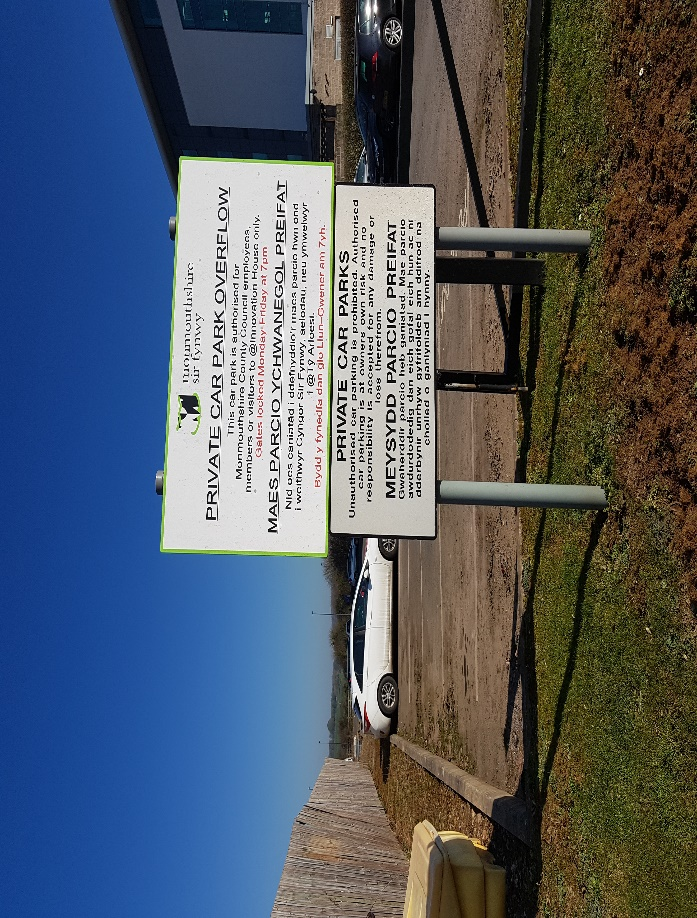 monmouthshire
sir fynwy
PRIVATE CAR PARK OVERFLOW
This car park is authorised for
Monmouthshire County Council employees,
members or visitors to @Innovation House only.
Gates locked Monday-Friday at 7pm
MAES PARCIO YCHWANEGOL PREIFAT
Nid oes caniatâd i ddefnyddio'r maes parcio hwn ond
i weithwyr Cyngor Sir Fynwy, aelodau, neu ymwelwyr
i @ Tŷ Arloesi.
Bydd y fynedfa dan glo Llun–Gwener am 7yh.
PRIVATE CAR PARKS
Unauthorised car parking is prohibited. Authorised
car parking is at owners own risk and no
responsibility is accepted for any damage or
loss therefrom.
MEYSYDD PARCIO PREIFAT
Gwaherddir parcio heb ganiatad. Mae parcio
awdurdodedig dan eich gofal eich hunc ac ni
dderbynir unrhyw gyfrifoldeb am ddifrod na
cholled o ganlyniad i hynny.